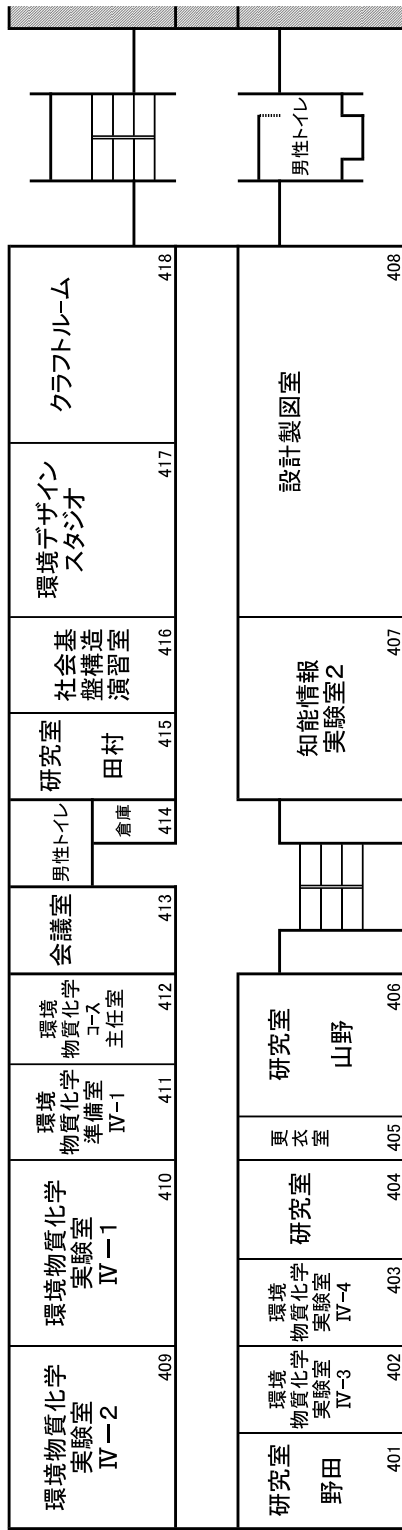 環境物質化学
実験室
Ⅳ－2
409
環境物質化学
実験室
Ⅳ－1
410
環境
物質化学
準備室
Ⅳ-1
411
環境
物質化学
コース
主任室
412
会議室
413
男性トイレ
倉庫
414
研究室
田村
415
社会基
盤構造
演習室
416
環境デザイン
スタジオ
417
クラフトルーム
418
研究室
野田
401
環境
物質化学
実験室
Ⅳ-3
402
環境
物質化学
実験室
Ⅳ-4
403
研究室
404
更
衣
室
405
研究室
山野
406
知能情報
実験室2
407
設計製図室
408
男性トイレ